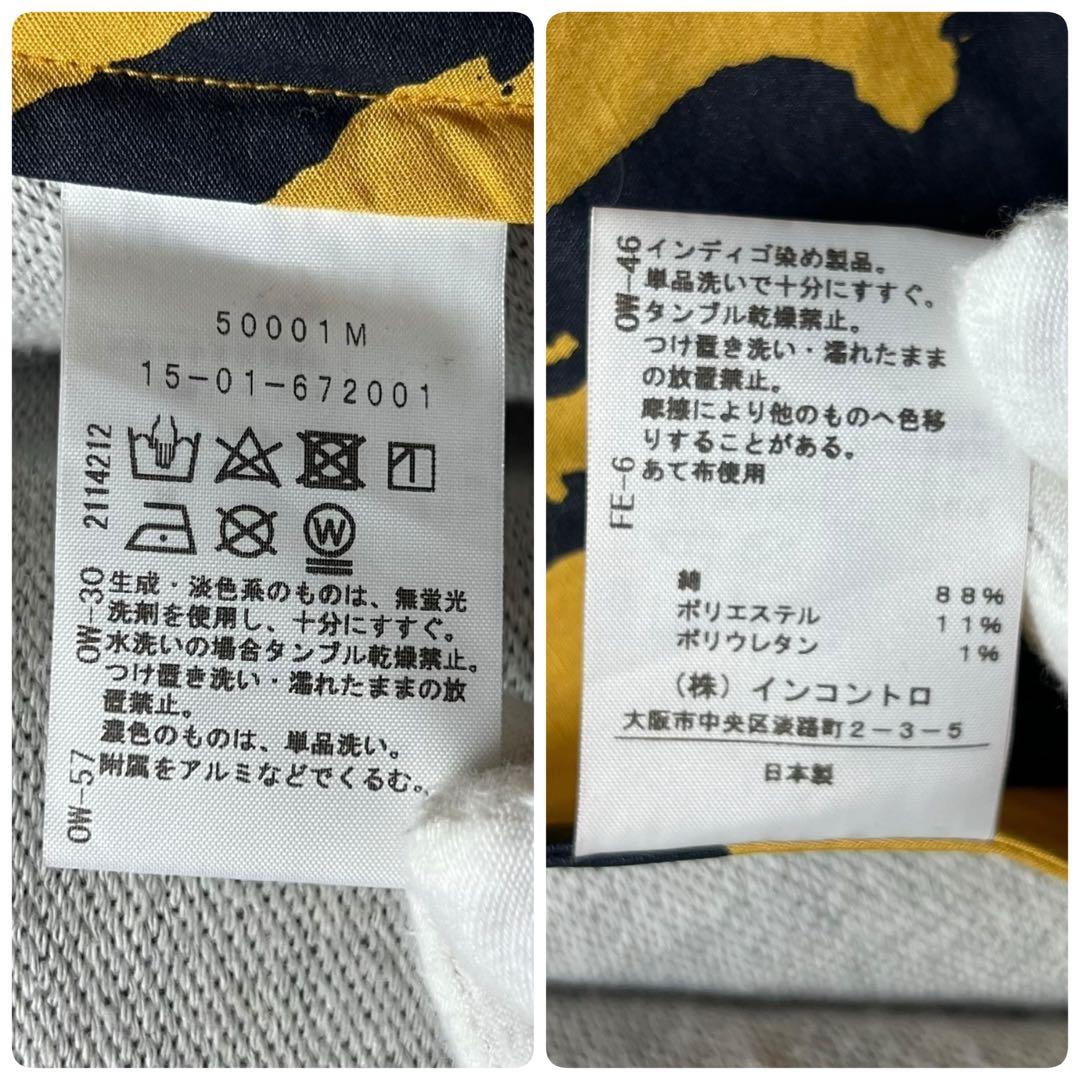 50001M
15-01-672001
2114212
W
OW-30
生成・淡色系のものは、無蛍光
洗剤を使用し、十分にすすぐ。
水洗いの場合タンブル乾燥禁止。
つけ置き洗い・濡れたままの放
置禁止。
濃色のものは、単品洗い。
OW-57
附属をアルミなどでくるむ。
OW-46
インディゴ染め製品。
単品洗いで十分にすすぐ。
タンブル乾燥禁止。
つけ置き洗い・濡れたまま
の放置禁止。
摩擦により他のものへ色移
りすることがある。
FE-6
あて布使用
綿 88%
ポリエステル 11%
ポリウレタン 1%
(株)インコントロ
大阪市中央区淡路町2-3-5
日本製